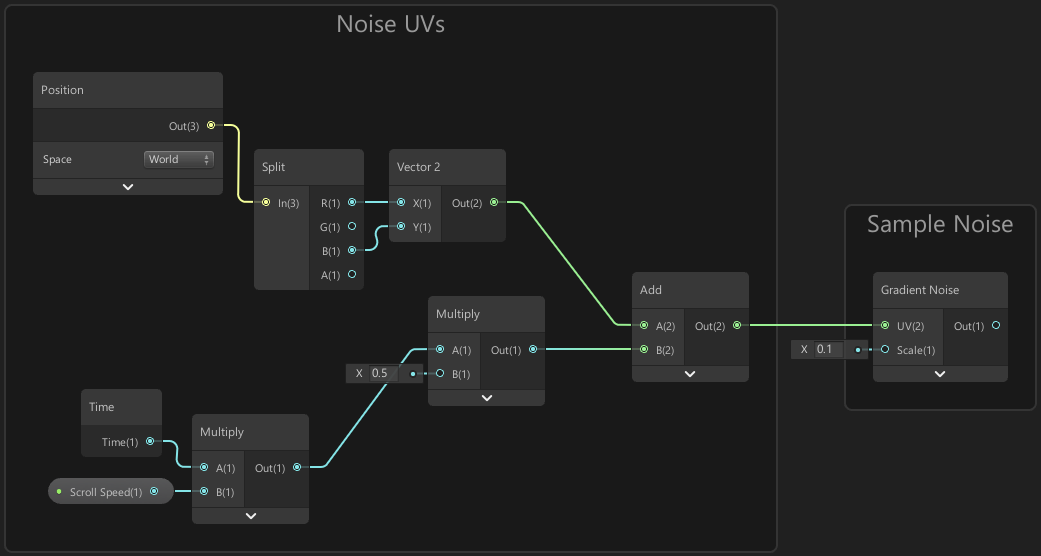 Noise UVs
Position
Out(3)
Space World
Split
In(3) R(1)
G(1)
B(1)
A(1)
Vector 2
X(1) Out(2)
Y(1)
Multiply
A(1) Out(1)
X 0.5 B(1)
Time
Time(1)
Scroll Speed(1)
Multiply
A(1) Out(1)
B(1)
Add
A(2) Out(2)
B(2)
Sample Noise
Gradient Noise
UV(2) Out(1)
X 0.1 Scale(1)